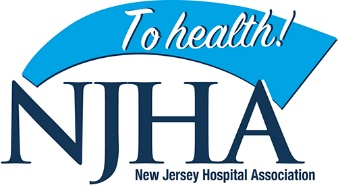 To health!
NJHA
New Jersey Hospital Association